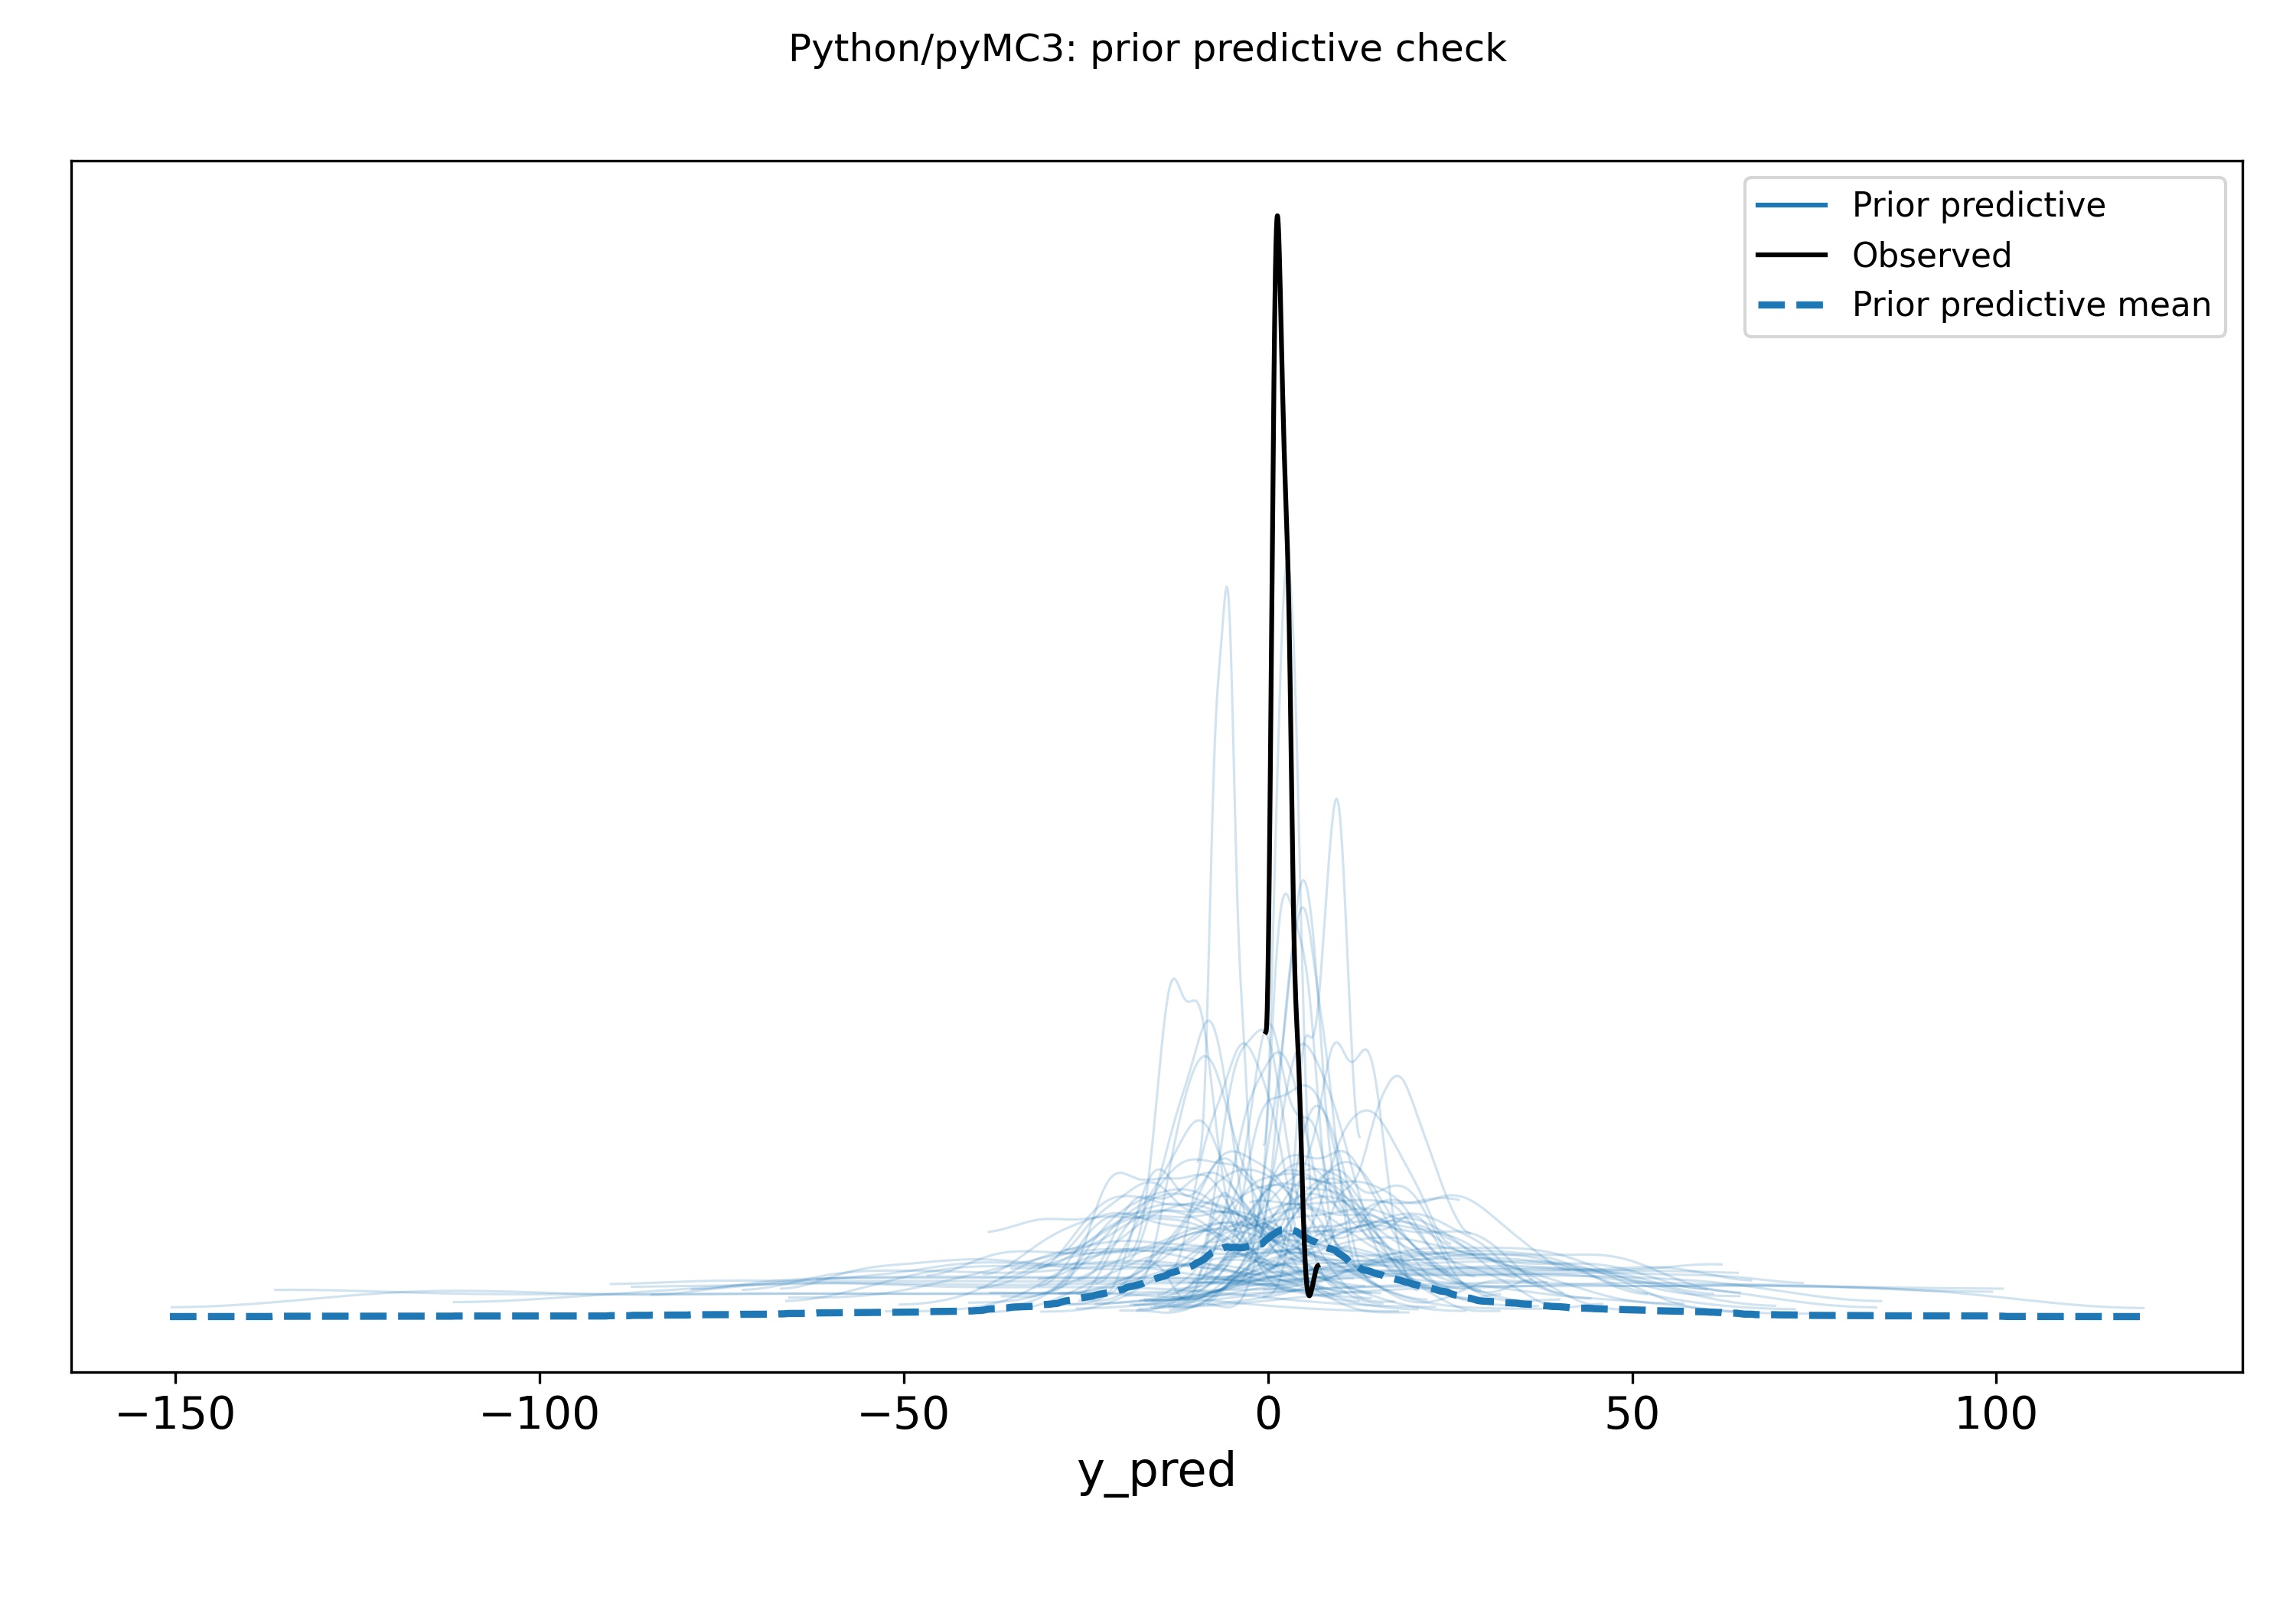 Python/pyMC3: prior predictive check
Prior predictive
Observed
Prior predictive mean
−150 −100 −50 0 50 100
y_pred